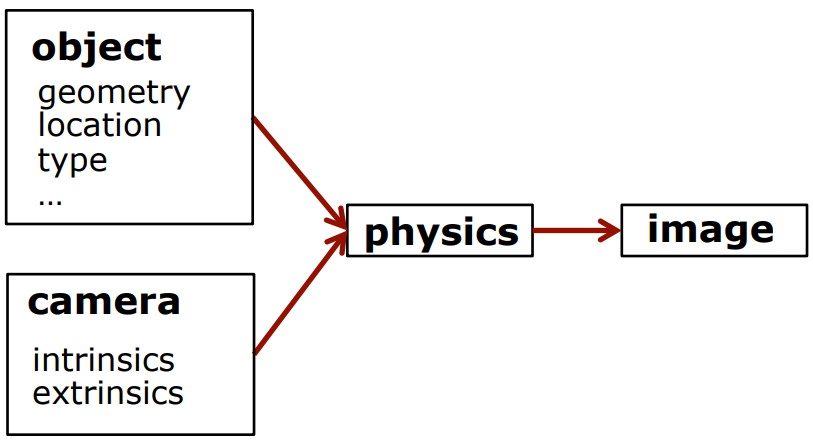 object
geometry
location
type
...
camera
intrinsics
extrinsics
physics
image